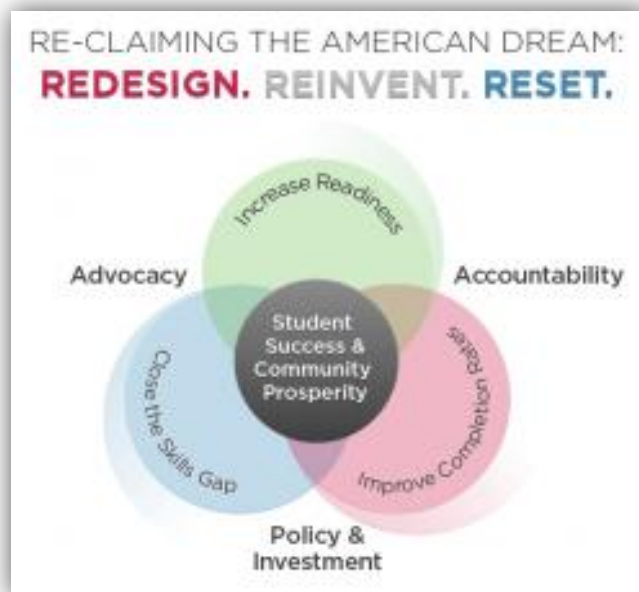 RE-CLAIMING THE AMERICAN DREAM:
REDESIGN. REINVENT. RESET.
Increase Readiness
Advocacy
Accountability
Student
Success &
Community
Prosperity
Close the Skills Gap
Improve Completion Rates
Policy &
Investment